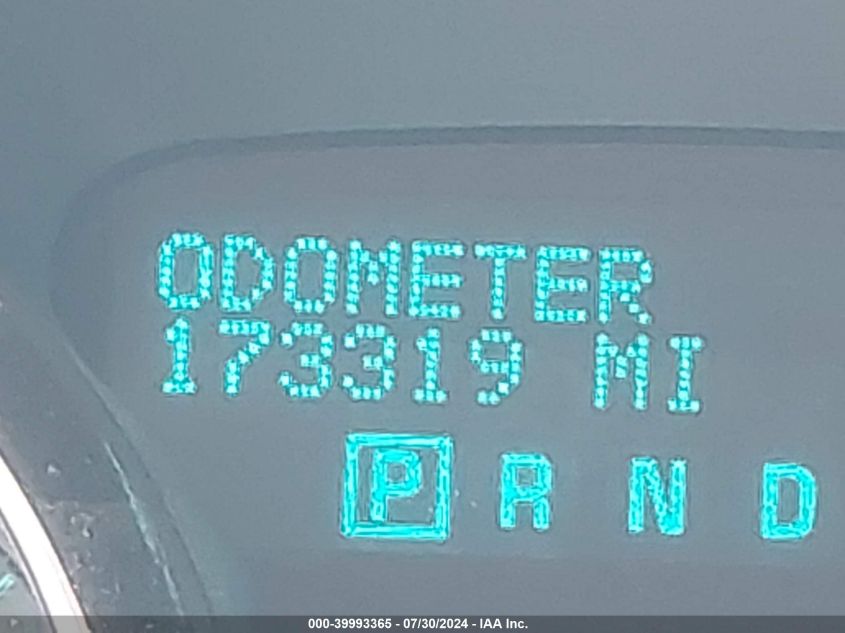 ODOMETER
173319 MI
P R N D
000-39993365 - 07/30/2024 - IAA Inc.